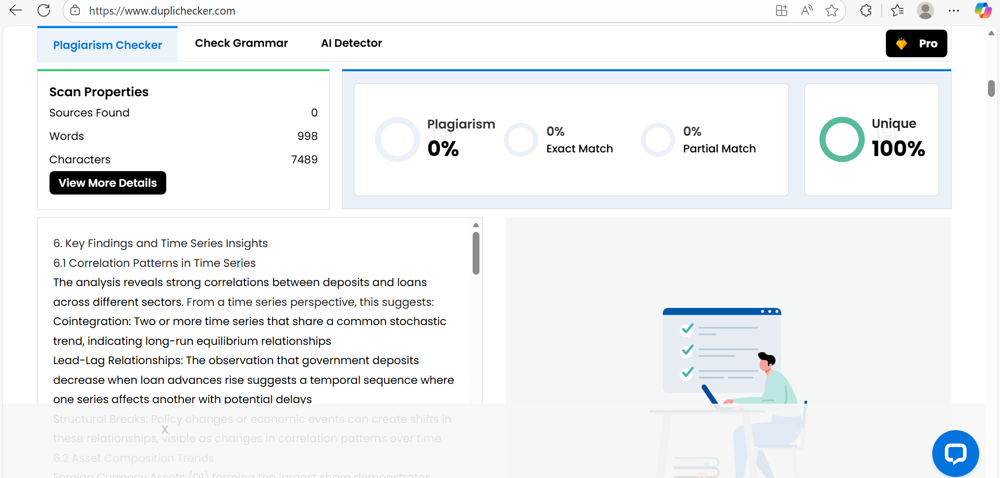 https://www.duplichecker.com
Plagiarism Checker
Check Grammar
AI Detector
Pro
Scan Properties
Sources Found 0
Words 998
Characters 7489
View More Details
Plagiarism
0%
0%
Exact Match
0%
Partial Match
Unique
100%
6. Key Findings and Time Series Insights
6.1 Correlation Patterns in Time Series
The analysis reveals strong correlations between deposits and loans
across different sectors. From a time series perspective, this suggests:
Cointegration: Two or more time series that share a common stochastic
trend, indicating long-run equilibrium relationships
Lead-Lag Relationships: The observation that government deposits
decrease when loan advances rise suggests a temporal sequence where
one series affects another with potential delays
Structural Breaks: Policy changes or economic events can create shifts in
X
these relationships, visible as changes in correlation patterns over time
6.2 Asset Composition Trends
Foreign Currency Assets (D1) forming the largest share demonstrates